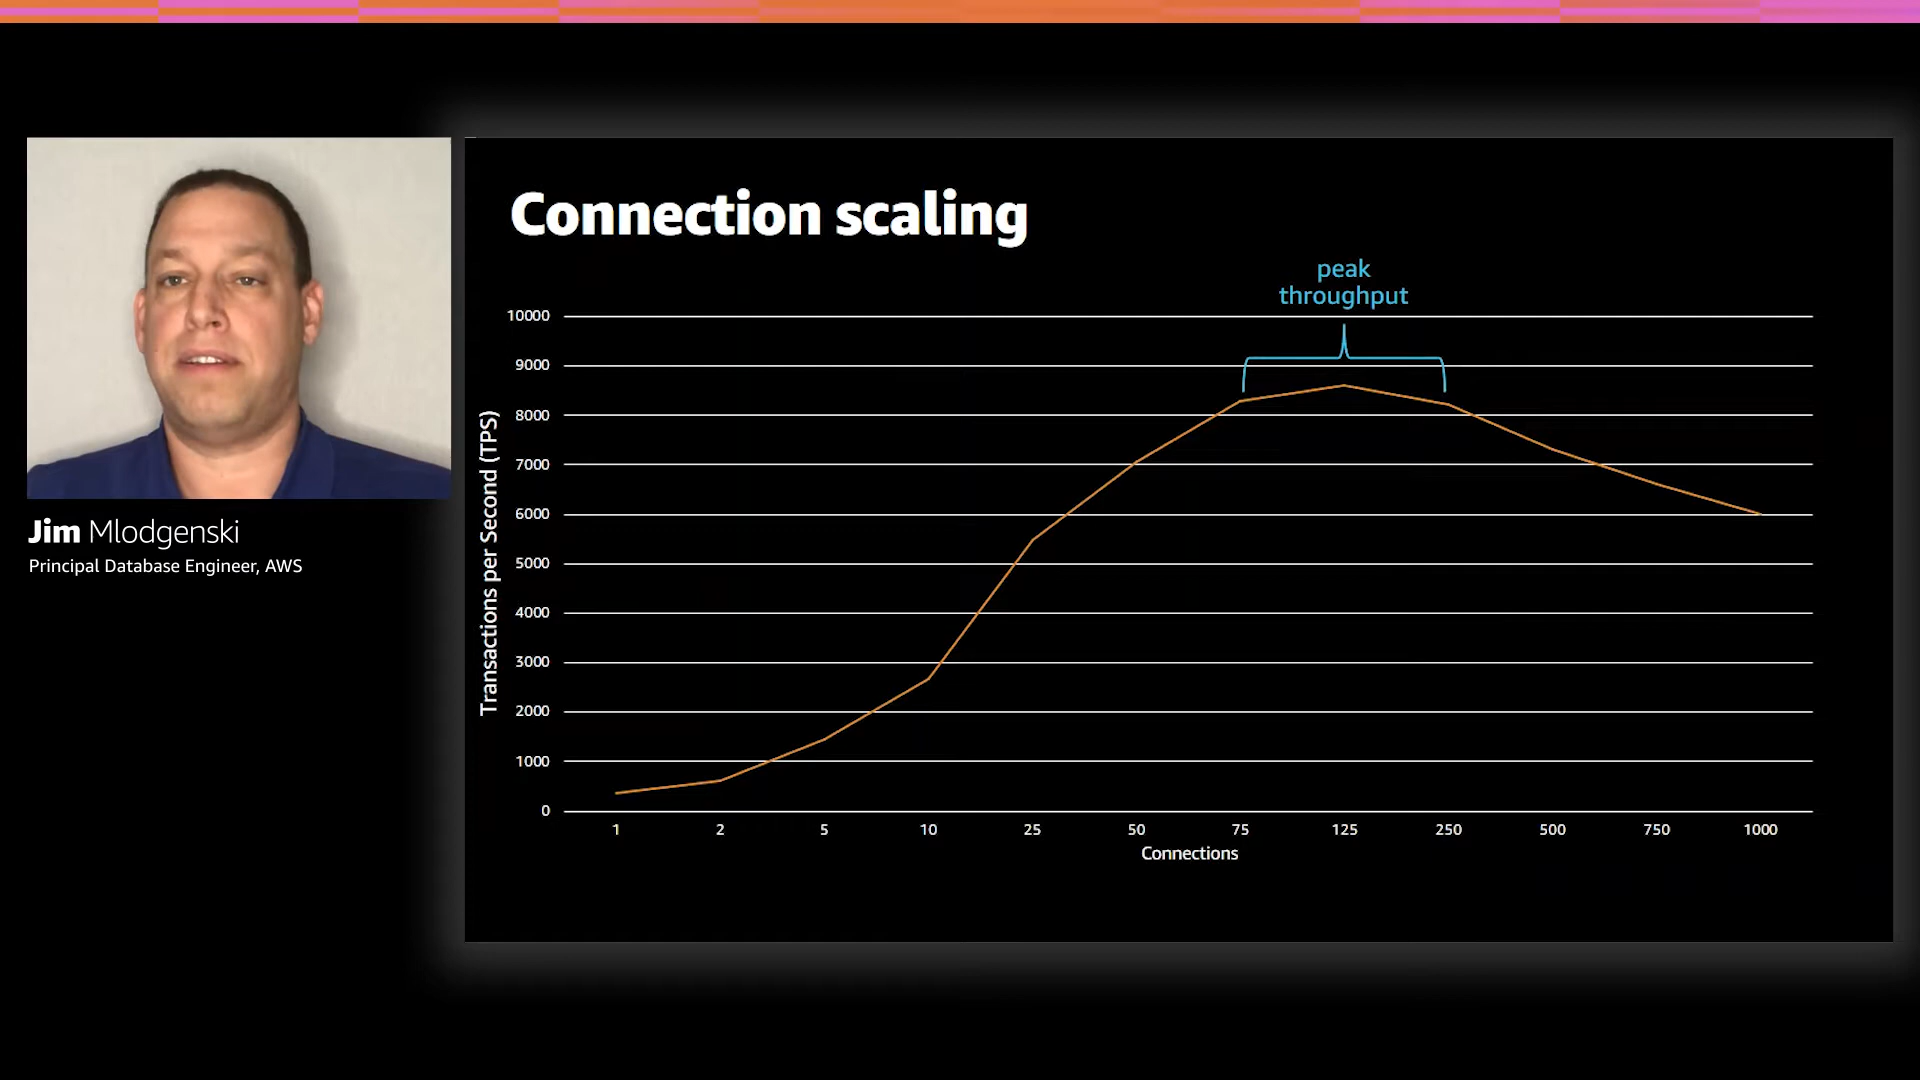 Connection scaling
peak
throughput
10000
9000
8000
7000
6000
5000
4000
3000
2000
1000
0
Transactions per Second (TPS)
1 2 5 10 25 50 75 125 250 500 750 1000
Connections
Jim Mlodgenski
Principal Database Engineer, AWS